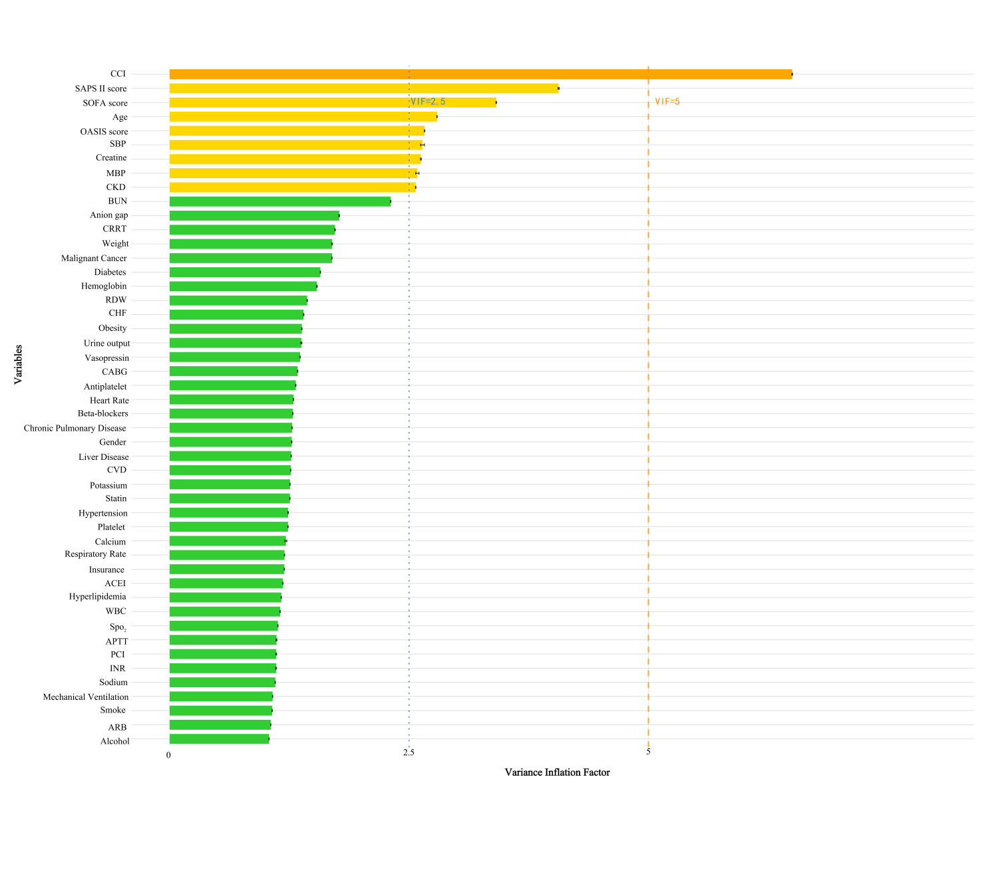 CCI
SAPS II score
SOFA score
VIF=2.5
VIF=5
Age
OASIS score
SBP
Creatine
MBP
CKD
BUN
Anion gap
CRRT
Weight
Malignant Cancer
Diabetes
Hemoglobin
RDW
CHF
Obesity
Urine output
Vasopressin
CABG
Antiplatelet
Heart Rate
Beta-blockers
Chronic Pulmonary Disease
Gender
Liver Disease
CVD
Potassium
Statin
Hypertension
Platelet
Calcium
Respiratory Rate
Insurance
ACEI
Hyperlipidemia
WBC
Spo₂
APTT
PCI
INR
Sodium
Mechanical Ventilation
Smoke
ARB
Alcohol
Variables
0
2.5
5
Variance Inflation Factor